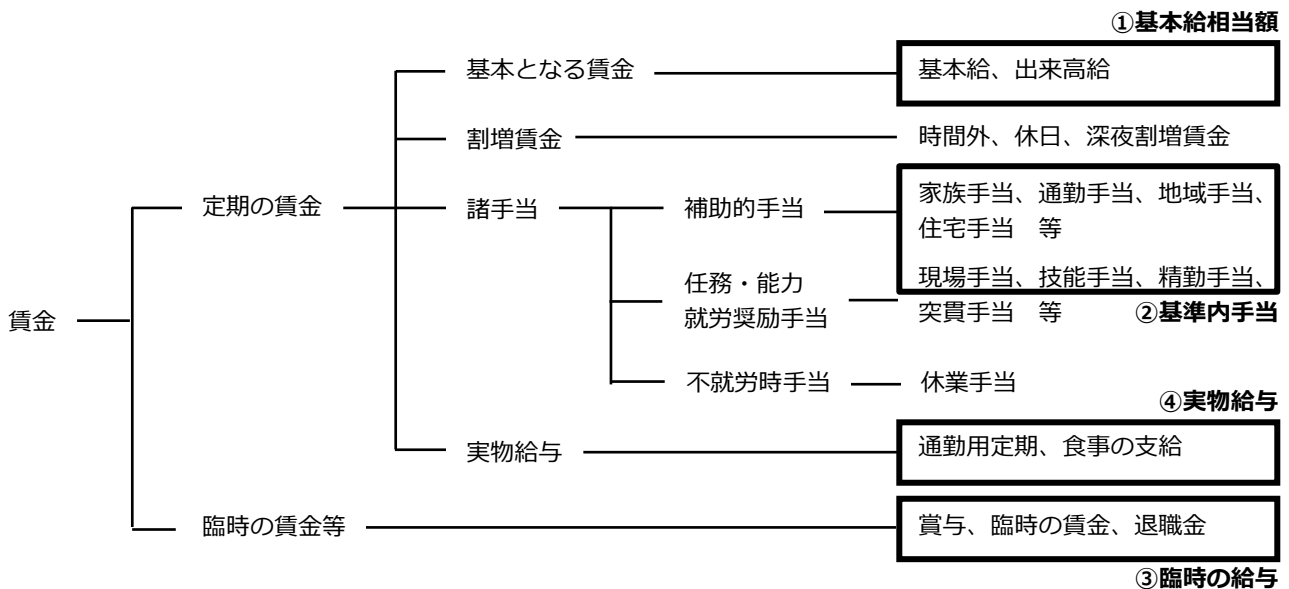 ①基本給相当額
基本となる賃金
基本給、出来高給
割増賃金
時間外、休日、深夜割増賃金
定期の賃金
諸手当
補助的手当
家族手当、通勤手当、地域手当、
住宅手当　等
任務・能力
就労奨励手当
現場手当、技能手当、精勤手当、
突貫手当　等
②基準内手当
賃金
不就労時手当
休業手当
④実物給与
実物給与
通勤用定期、食事の支給
臨時の賃金等
賞与、臨時の賃金、退職金
③臨時の給与